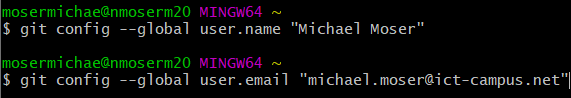 mosermichae@nmoserm20 MINGW64 ~
$ git config --global user.name "Michael Moser"
mosermichae@nmoserm20 MINGW64 ~
$ git config --global user.email "michael.moser@ict-campus.net"